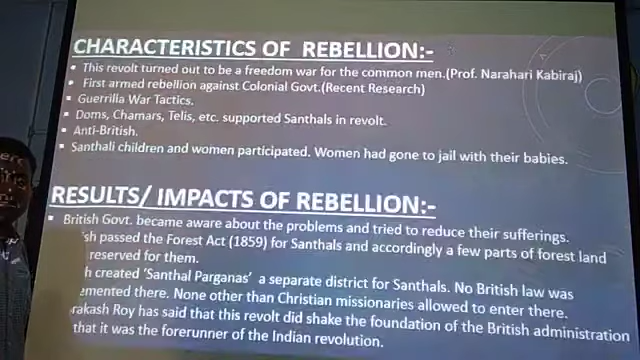 CHARACTERISTICS OF REBELLION:-
▪ This revolt turned out to be a freedom war for the common men.(Prof. Narahari Kabiraj)
▪ First armed rebellion against Colonial Govt.(Recent Research)
▪ Guerrilla War Tactics.
▪ Doms, Chamars, Telis, etc. supported Santhals in revolt.
▪ Anti-British.
▪ Santhali children and women participated. Women had gone to jail with their babies.
RESULTS/ IMPACTS OF REBELLION:-
▪ British Govt. became aware about the problems and tried to reduce their sufferings.
sh passed the Forest Act (1859) for Santhals and accordingly a few parts of forest land
reserved for them.
h created ‘Santhal Parganas’ a separate district for Santhals. No British law was
emented there. None other than Christian missionaries allowed to enter there.
rakash Roy has said that this revolt did shake the foundation of the British administration
that it was the forerunner of the Indian revolution.